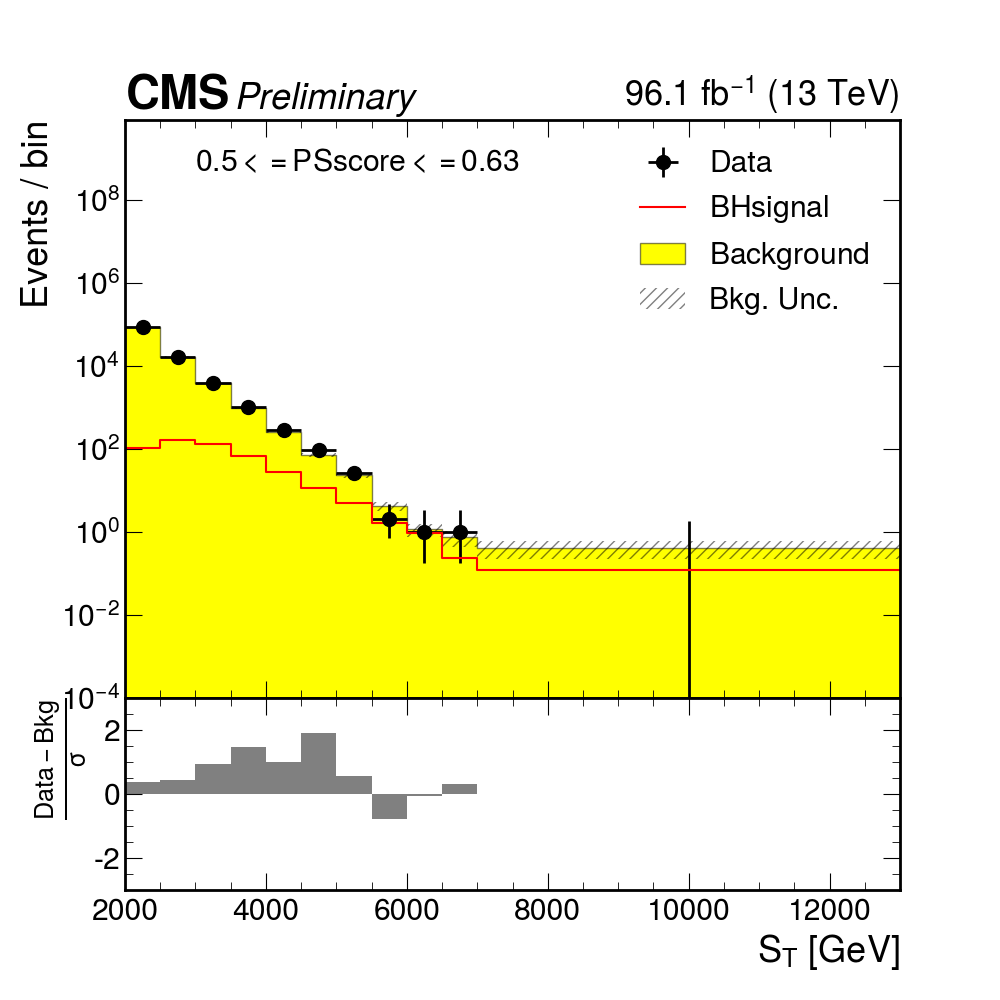 CMS Preliminary 96.1 fb⁻¹ (13 TeV)
Events / bin
0.5 < = PSscore < = 0.63
Data
BHsignal
Background
Bkg. Unc.
10⁸
10⁶
10⁴
10²
10⁰
10⁻²
10⁻⁴
Data – Bkg
σ
2
0
-2
2000 4000 6000 8000 10000 12000
S_T [GeV]